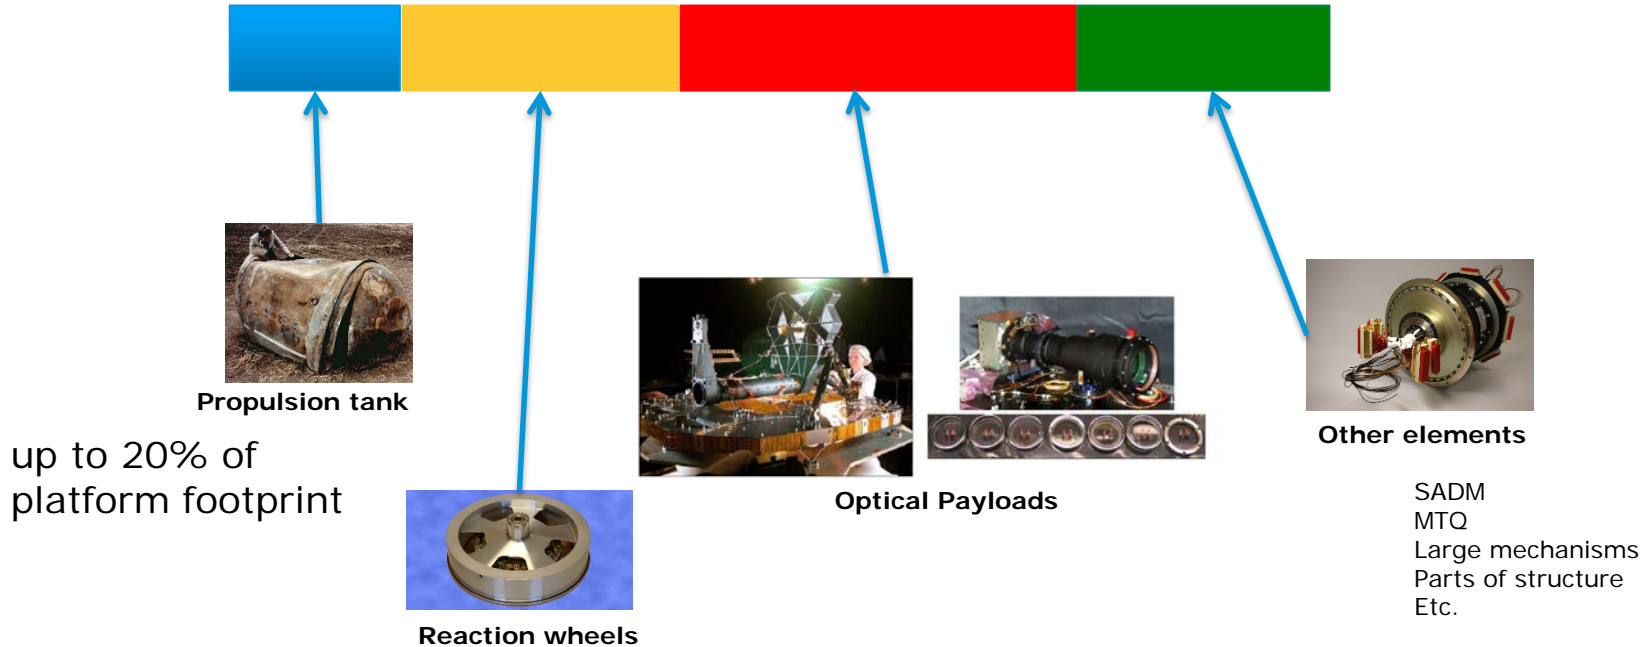 Propulsion tank
up to 20% of
platform footprint
Reaction wheels
Optical Payloads
Other elements
SADM
MTQ
Large mechanisms
Parts of structure
Etc.